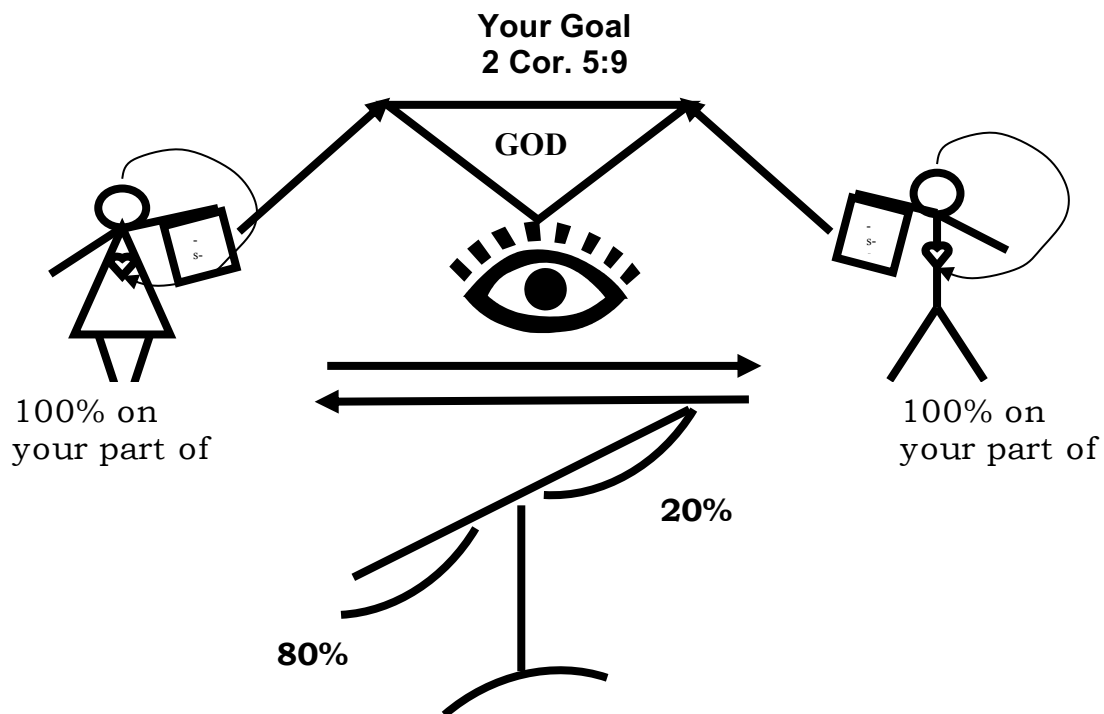 Your Goal
2 Cor. 5:9
GOD
-
s-
-
s-
100% on
your part of
100% on
your part of
20%
80%